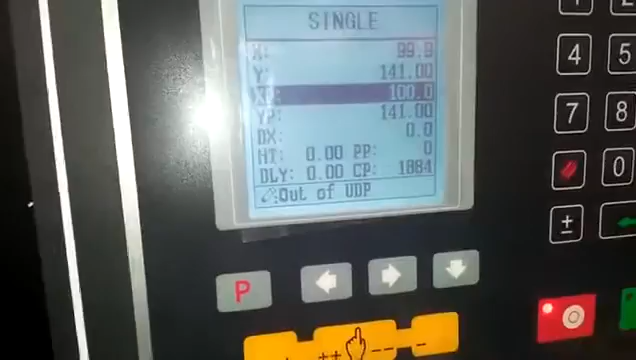 SINGLE
X: 99.9
Y: 141.00
XP: 100.0
YP: 141.00
DX: 0.0
HT: 0.00 PP: 0
DLY: 0.00 CP: 1884
Out of UDP
4 5
7 8
0
±
P
++ -- -